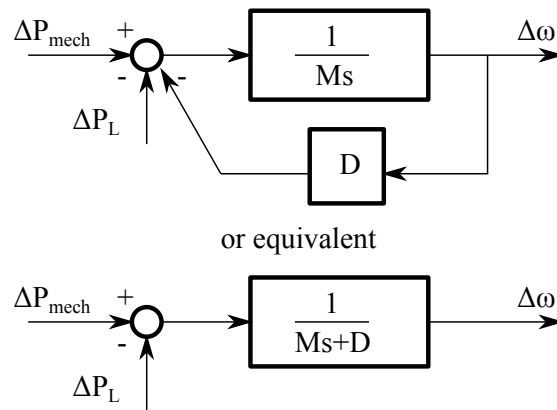 ΔP_mech + 1 Δω
- - Ms
ΔP_L
D
or equivalent
ΔP_mech + 1 Δω
- Ms+D
ΔP_L